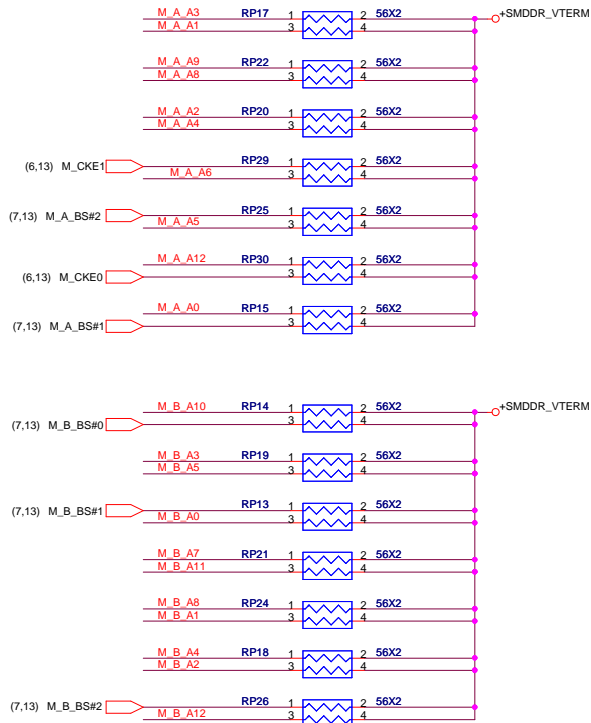 M_A_A3 RP17 1 2 56X2 +SMDDR_VTERM
M_A_A1 3 4
M_A_A9 RP22 1 2 56X2
M_A_A8 3 4
M_A_A2 RP20 1 2 56X2
M_A_A4 3 4
(6,13) M_CKE1 RP29 1 2 56X2
M_A_A6 3 4
(7,13) M_A_BS#2 RP25 1 2 56X2
M_A_A5 3 4
M_A_A12 RP30 1 2 56X2
(6,13) M_CKE0 3 4
M_A_A0 RP15 1 2 56X2
(7,13) M_A_BS#1 3 4
M_B_A10 RP14 1 2 56X2 +SMDDR_VTERM
(7,13) M_B_BS#0 3 4
M_B_A3 RP19 1 2 56X2
M_B_A5 3 4
(7,13) M_B_BS#1 RP13 1 2 56X2
M_B_A0 3 4
M_B_A7 RP21 1 2 56X2
M_B_A11 3 4
M_B_A8 RP24 1 2 56X2
M_B_A1 3 4
M_B_A4 RP18 1 2 56X2
M_B_A2 3 4
(7,13) M_B_BS#2 RP26 1 2 56X2
M_B_A12 3 4